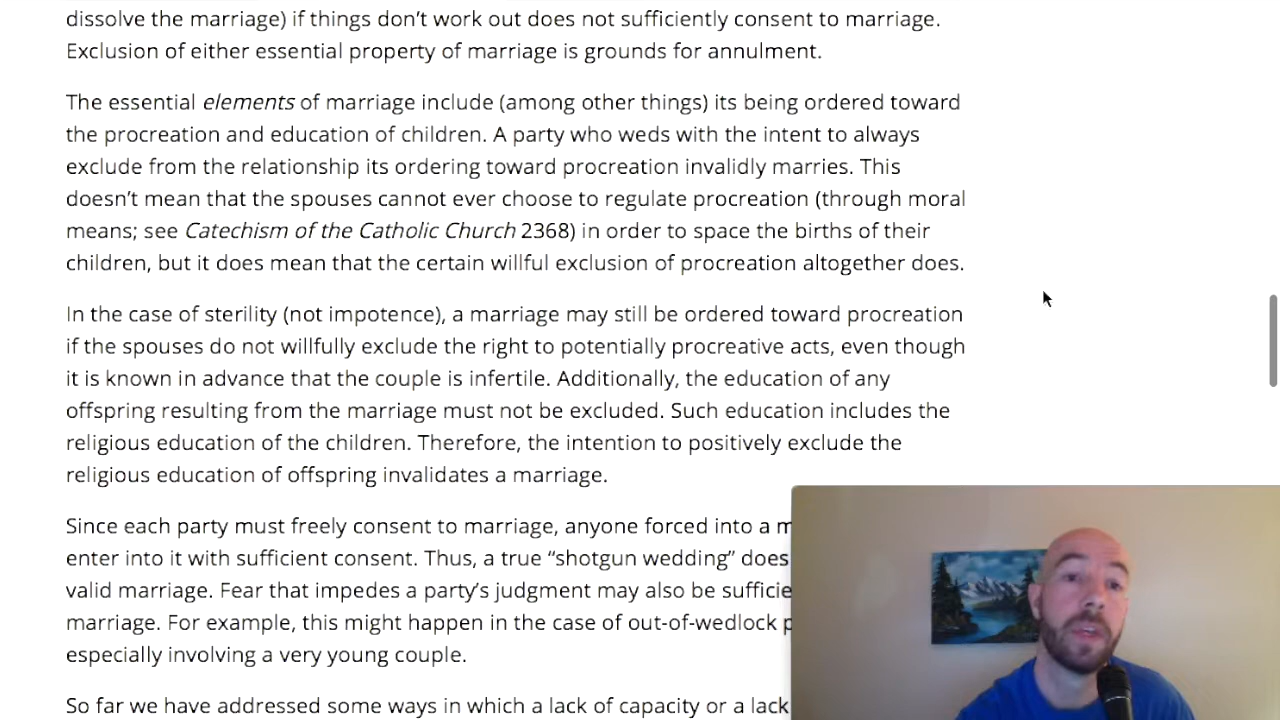 dissolve the marriage) if things don’t work out does not sufficiently consent to marriage.
Exclusion of either essential property of marriage is grounds for annulment.
The essential elements of marriage include (among other things) its being ordered toward
the procreation and education of children. A party who weds with the intent to always
exclude from the relationship its ordering toward procreation invalidly marries. This
doesn’t mean that the spouses cannot ever choose to regulate procreation (through moral
means; see Catechism of the Catholic Church 2368) in order to space the births of their
children, but it does mean that the certain willful exclusion of procreation altogether does.
In the case of sterility (not impotence), a marriage may still be ordered toward procreation
if the spouses do not willfully exclude the right to potentially procreative acts, even though
it is known in advance that the couple is infertile. Additionally, the education of any
offspring resulting from the marriage must not be excluded. Such education includes the
religious education of the children. Therefore, the intention to positively exclude the
religious education of offspring invalidates a marriage.
Since each party must freely consent to marriage, anyone forced into a m
enter into it with sufficient consent. Thus, a true “shotgun wedding” does
valid marriage. Fear that impedes a party’s judgment may also be sufficie
marriage. For example, this might happen in the case of out-of-wedlock p
especially involving a very young couple.
So far we have addressed some ways in which a lack of capacity or a lack